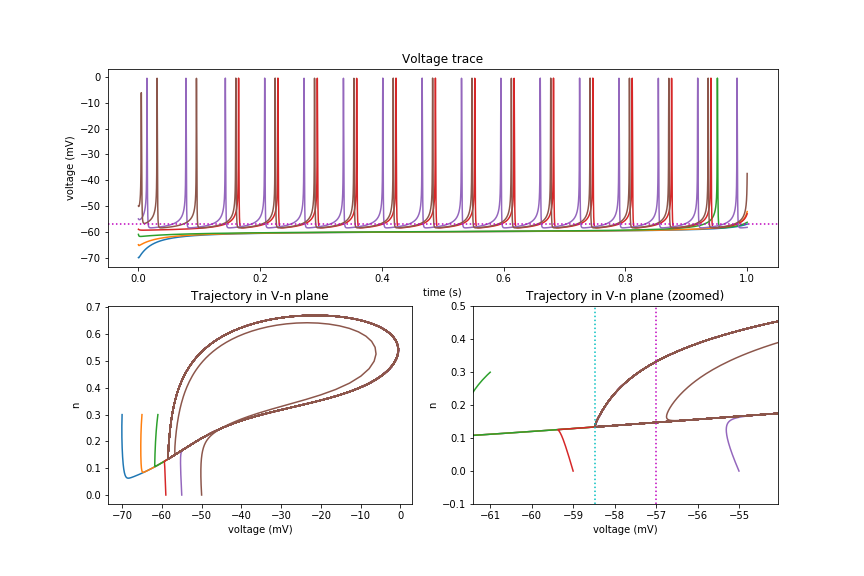 Voltage trace
voltage (mV)
0
−10
−20
−30
−40
−50
−60
−70
0.0 0.2 0.4 0.6 0.8 1.0
time (s)
Trajectory in V-n plane
n
0.7
0.6
0.5
0.4
0.3
0.2
0.1
0.0
−70 −60 −50 −40 −30 −20 −10 0
voltage (mV)
Trajectory in V-n plane (zoomed)
n
0.5
0.4
0.3
0.2
0.1
0.0
−0.1
−61 −60 −59 −58 −57 −56 −55
voltage (mV)